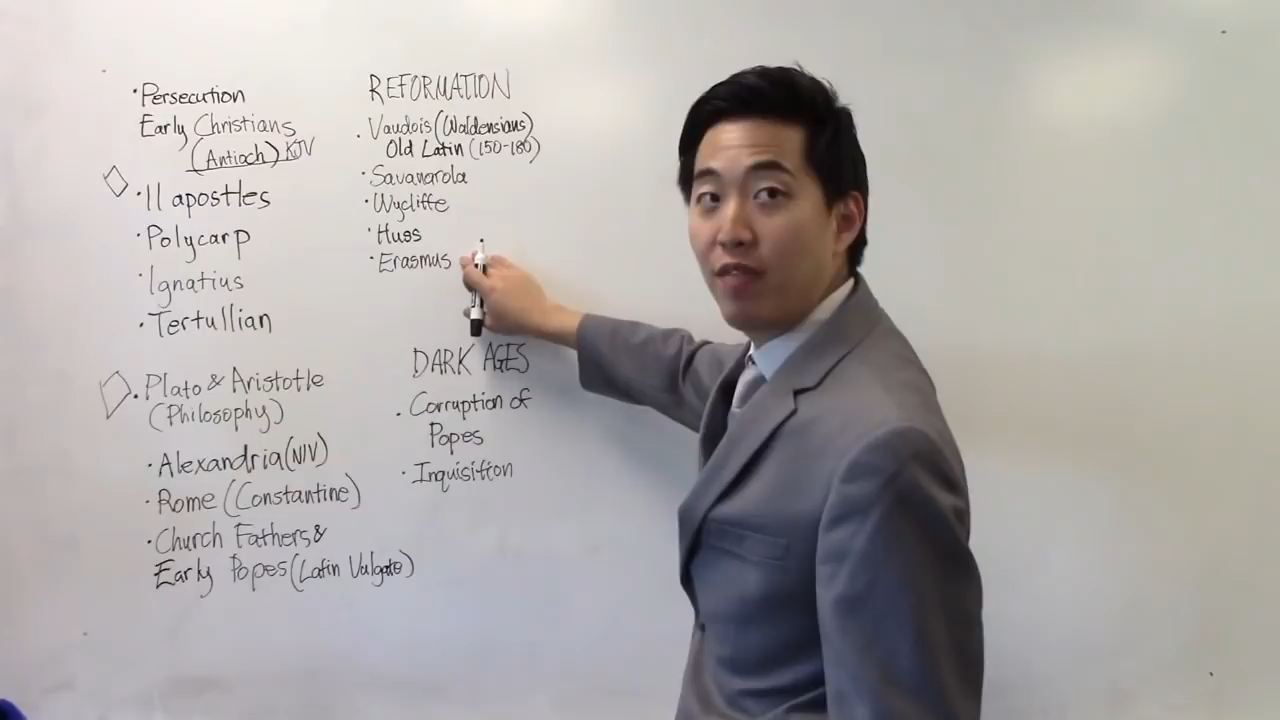 · Persecution
Early Christians
(Antioch) KJV
· 11 apostles
· Polycarp
· Ignatius
· Tertullian
· Plato & Aristotle
(Philosophy)
· Alexandria (NIV)
· Rome (Constantine)
· Church Fathers &
Early Popes (Latin Vulgate)
REFORMATION
· Vaudois (Waldensians)
Old Latin (150-180)
· Savanarola
· Wycliffe
· Huss
· Erasmus
DARK AGES
· Corruption of
Popes
· Inquisition